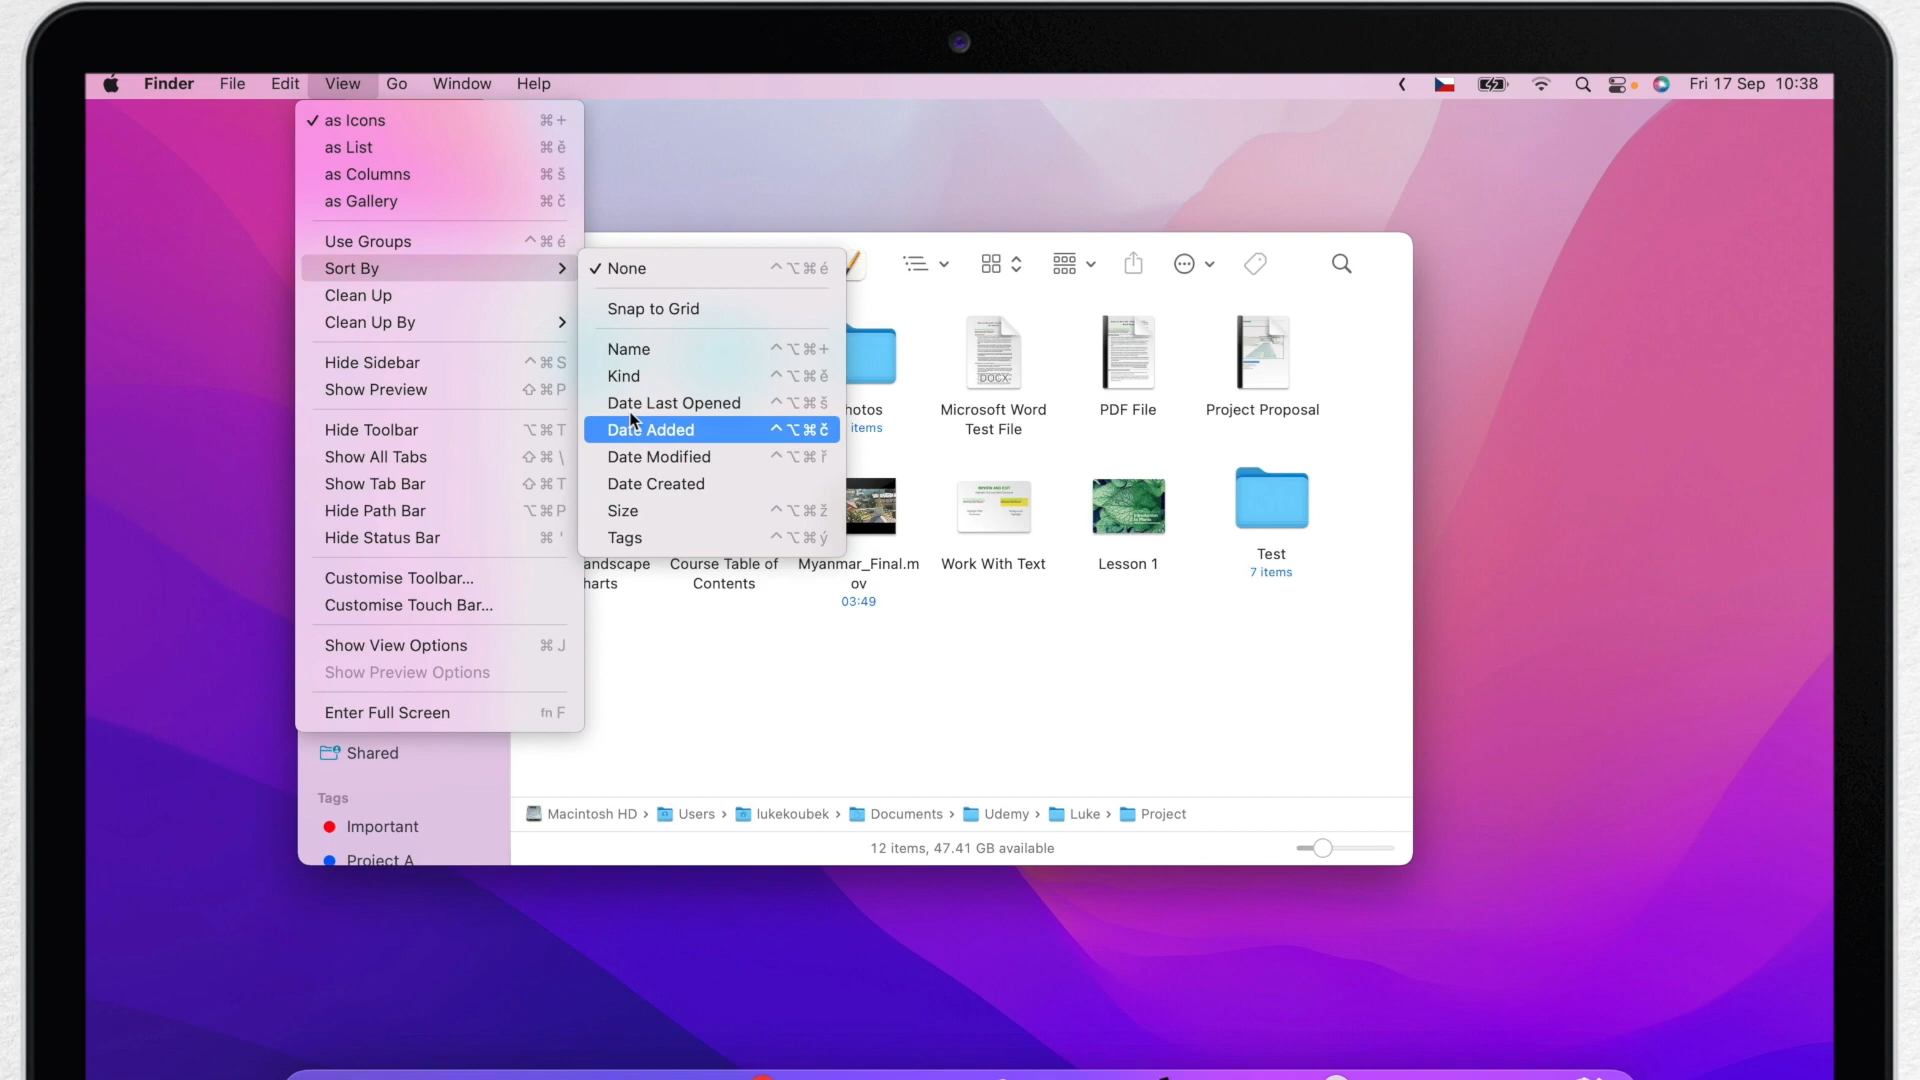 Finder File Edit View Go Window Help Fri 17 Sep 10:38
✓ as Icons ⌘+
as List ⌘ě
as Columns ⌘š
as Gallery ⌘č
Use Groups ^⌘é
Sort By >
Clean Up
Clean Up By >
Hide Sidebar ^⌘S
Show Preview ⇧⌘P
Hide Toolbar ⌥⌘T
Show All Tabs ⇧⌘\
Show Tab Bar ⇧⌘T
Hide Path Bar ⌥⌘P
Hide Status Bar ⌘'
Customise Toolbar...
Customise Touch Bar...
Show View Options ⌘J
Show Preview Options
Enter Full Screen fn F
✓ None ^⌥⌘é
Snap to Grid
Name ^⌥⌘+
Kind ^⌥⌘ě
Date Last Opened ^⌥⌘š
Date Added ^⌥⌘č
Date Modified ^⌥⌘ř
Date Created
Size ^⌥⌘ž
Tags ^⌥⌘ý
hotos
items
DOCX
Microsoft Word
Test File
PDF File
Project Proposal
andscape
harts
Course Table of
Contents
Myanmar_Final.m
ov
03:49
Work With Text
Lesson 1
Test
7 items
Shared
Tags
Important
Project A
Macintosh HD > Users > lukekoubek > Documents > Udemy > Luke > Project
12 items, 47.41 GB available